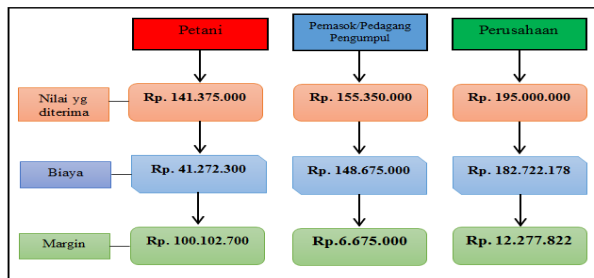 Petani
Pemasok/Pedagang
Pengumpul
Perusahaan
Nilai yg
diterima
Rp. 141.375.000
Rp. 155.350.000
Rp. 195.000.000
Biaya
Rp. 41.272.300
Rp. 148.675.000
Rp. 182.722.178
Margin
Rp. 100.102.700
Rp.6.675.000
Rp. 12.277.822